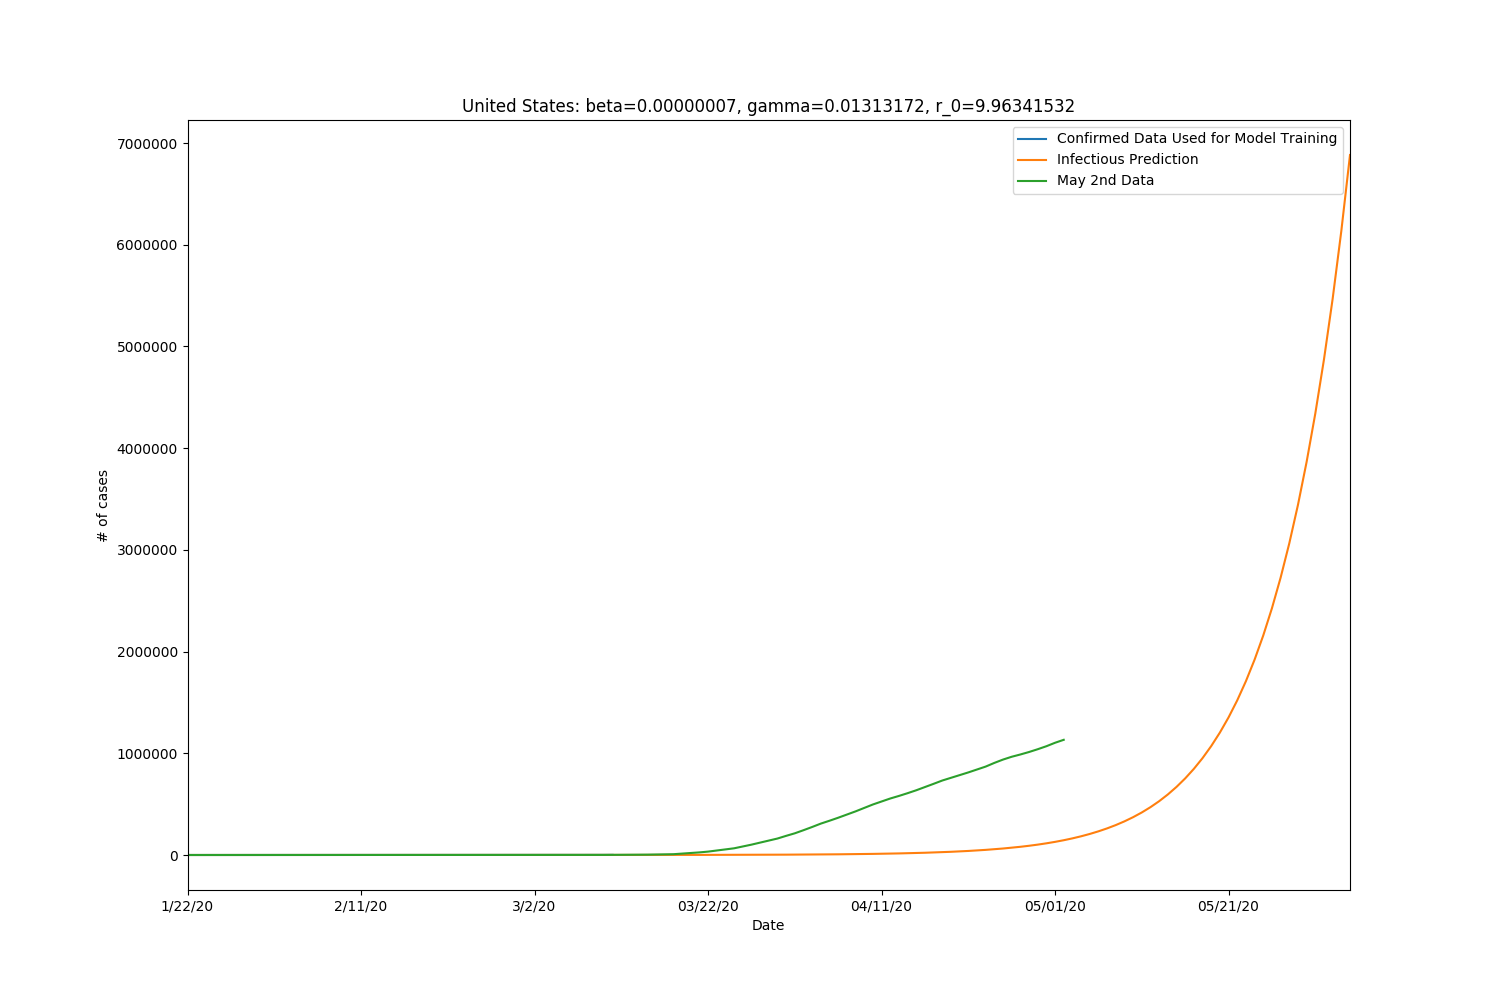 United States: beta=0.00000007, gamma=0.01313172, r_0=9.96341532
Confirmed Data Used for Model Training
Infectious Prediction
May 2nd Data
7000000
6000000
5000000
4000000
3000000
2000000
1000000
0
# of cases
1/22/20 2/11/20 3/2/20 03/22/20 04/11/20 05/01/20 05/21/20
Date